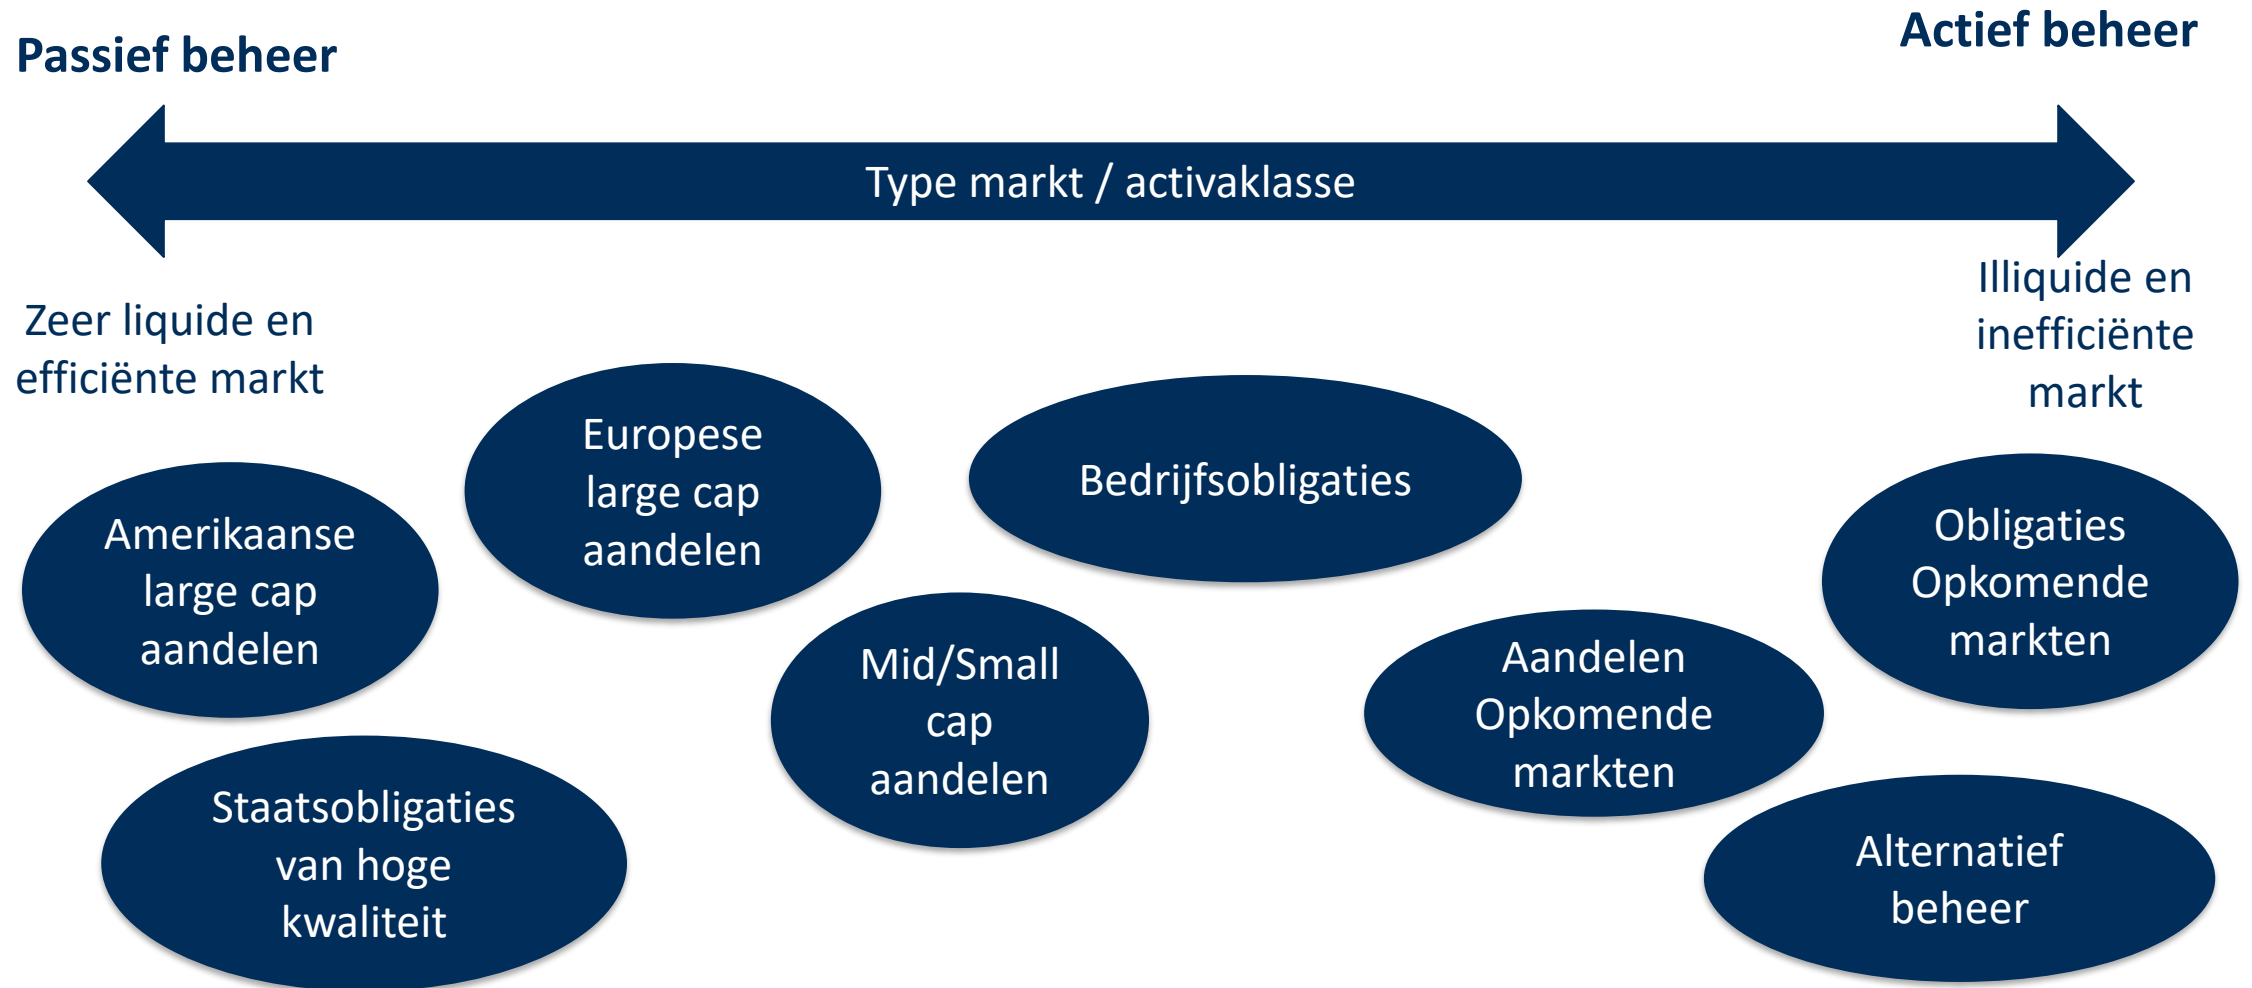 Passief beheer
Actief beheer
Type markt / activaklasse
Zeer liquide en
efficiënte markt
Illiquide en
inefficiënte
markt
Amerikaanse
large cap
aandelen
Europese
large cap
aandelen
Bedrijfsobligaties
Obligaties
Opkomende
markten
Mid/Small
cap
aandelen
Aandelen
Opkomende
markten
Staatsobligaties
van hoge
kwaliteit
Alternatief
beheer